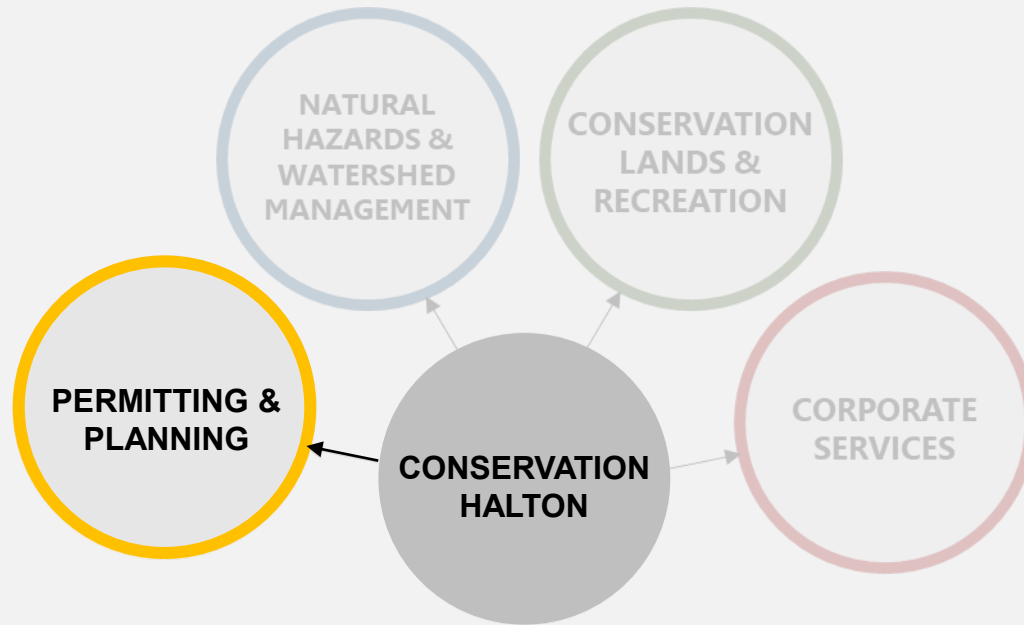 NATURAL
HAZARDS &
WATERSHED
MANAGEMENT
CONSERVATION
LANDS &
RECREATION
PERMITTING &
PLANNING
CONSERVATION
HALTON
CORPORATE
SERVICES